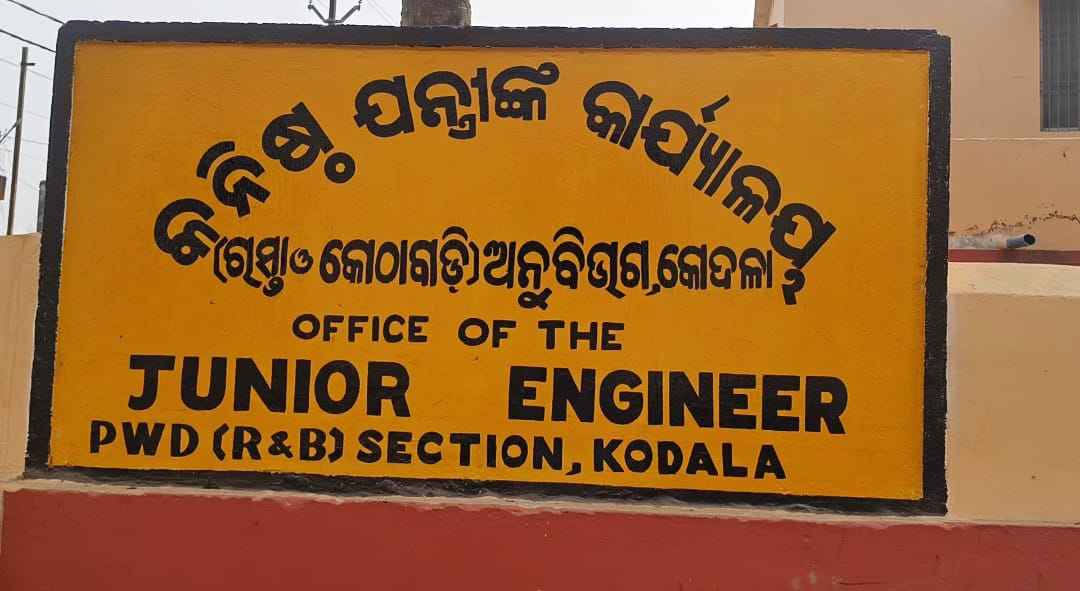 କନିଷ୍ଠ ଯନ୍ତ୍ରୀଙ୍କ କାର୍ଯ୍ୟାଳୟ
(ରାସ୍ତା ଓ କୋଠାବାଡ଼ି) ଅନୁବିଭାଗ, କୋଦଳା
OFFICE OF THE
JUNIOR ENGINEER
PWD (R&B) SECTION, KODALA